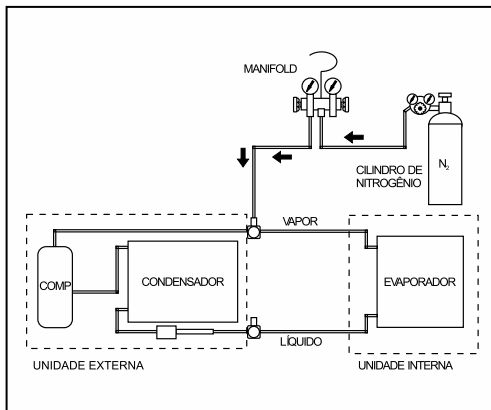 MANIFOLD
CILINDRO DE
NITROGÊNIO
N2
VAPOR
COMP
CONDENSADOR
EVAPORADOR
LÍQUIDO
UNIDADE EXTERNA
UNIDADE INTERNA